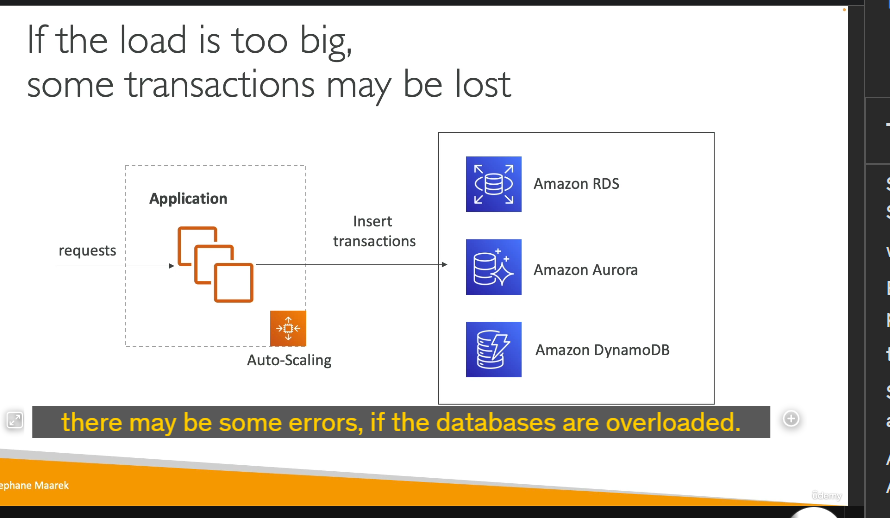 If the load is too big,
some transactions may be lost
Application
requests
Auto-Scaling
Insert
transactions
Amazon RDS
Amazon Aurora
Amazon DynamoDB
there may be some errors, if the databases are overloaded.
ephane Maarek
Udemy